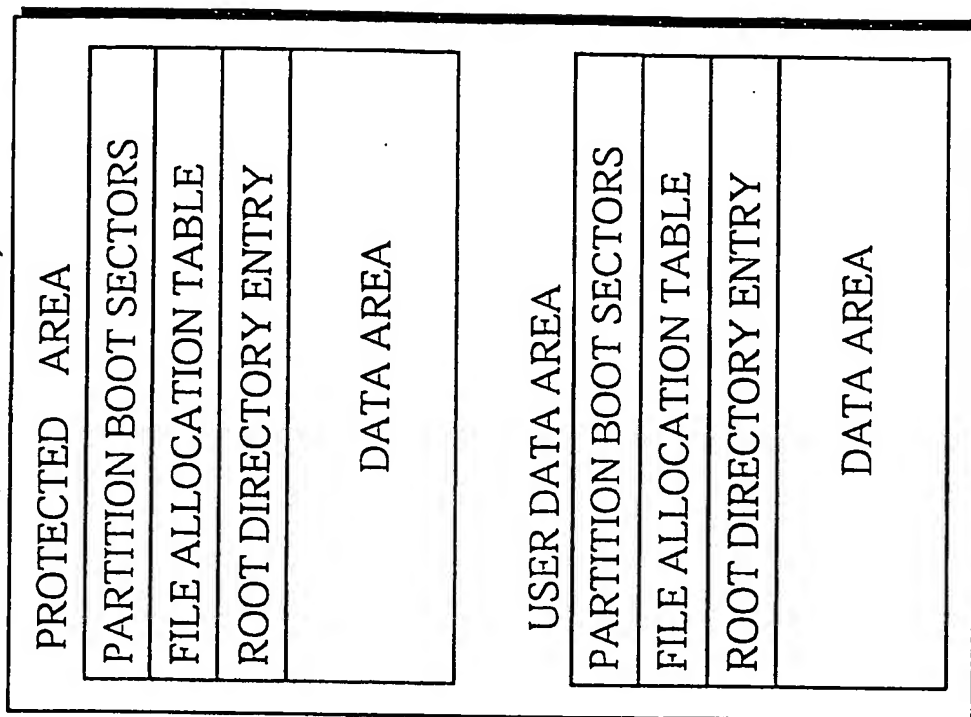 PROTECTED AREA
PARTITION BOOT SECTORS
FILE ALLOCATION TABLE
ROOT DIRECTORY ENTRY
DATA AREA
USER DATA AREA
PARTITION BOOT SECTORS
FILE ALLOCATION TABLE
ROOT DIRECTORY ENTRY
DATA AREA